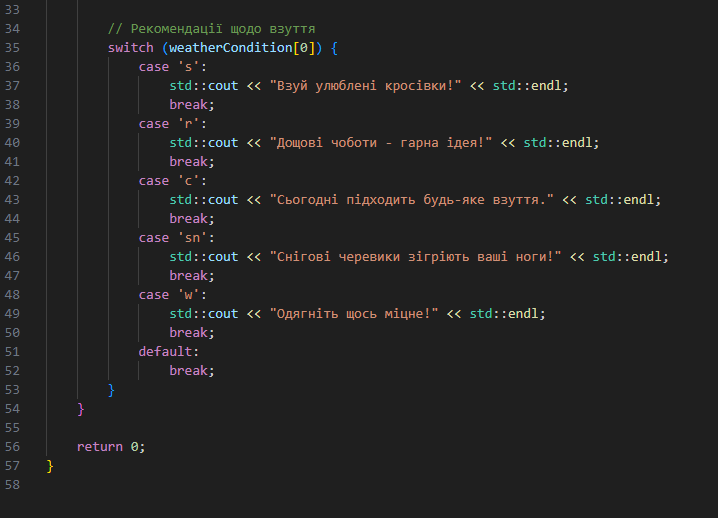 33
34 // Рекомендації щодо взуття
35 switch (weatherCondition[0]) {
36 case 's':
37 std::cout << "Взуй улюблені кросівки!" << std::endl;
38 break;
39 case 'r':
40 std::cout << "Дощові чоботи - гарна ідея!" << std::endl;
41 break;
42 case 'c':
43 std::cout << "Сьогодні підходить будь-яке взуття." << std::endl;
44 break;
45 case 'sn':
46 std::cout << "Снігові черевики зігріють ваші ноги!" << std::endl;
47 break;
48 case 'w':
49 std::cout << "Одягніть щось міцне!" << std::endl;
50 break;
51 default:
52 break;
53 }
54 }
55
56 return 0;
57 }
58